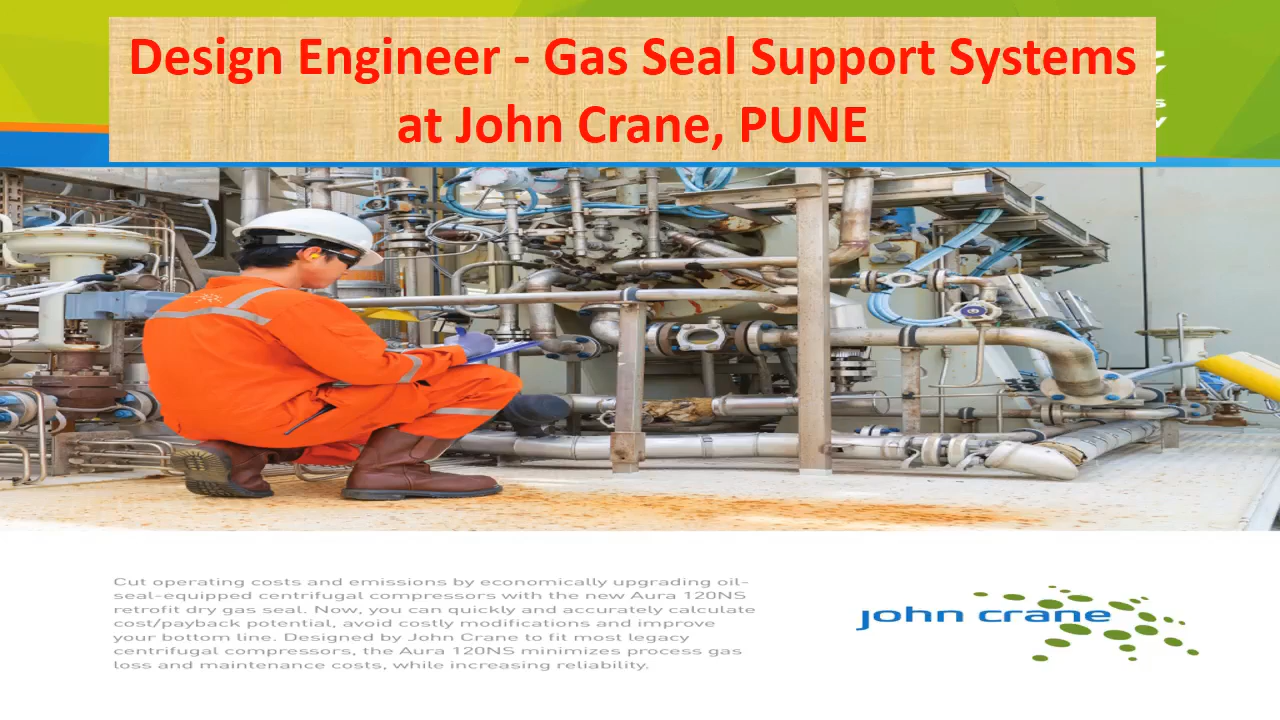 Design Engineer - Gas Seal Support Systems
at John Crane, PUNE
Cut operating costs and emissions by economically upgrading oil-
seal-equipped centrifugal compressors with the new Aura 120NS
retrofit dry gas seal. Now, you can quickly and accurately calculate
cost/payback potential, avoid costly modifications and improve
your bottom line. Designed by John Crane to fit most legacy
centrifugal compressors, the Aura 120NS minimizes process gas
loss and maintenance costs, while increasing reliability.
john crane